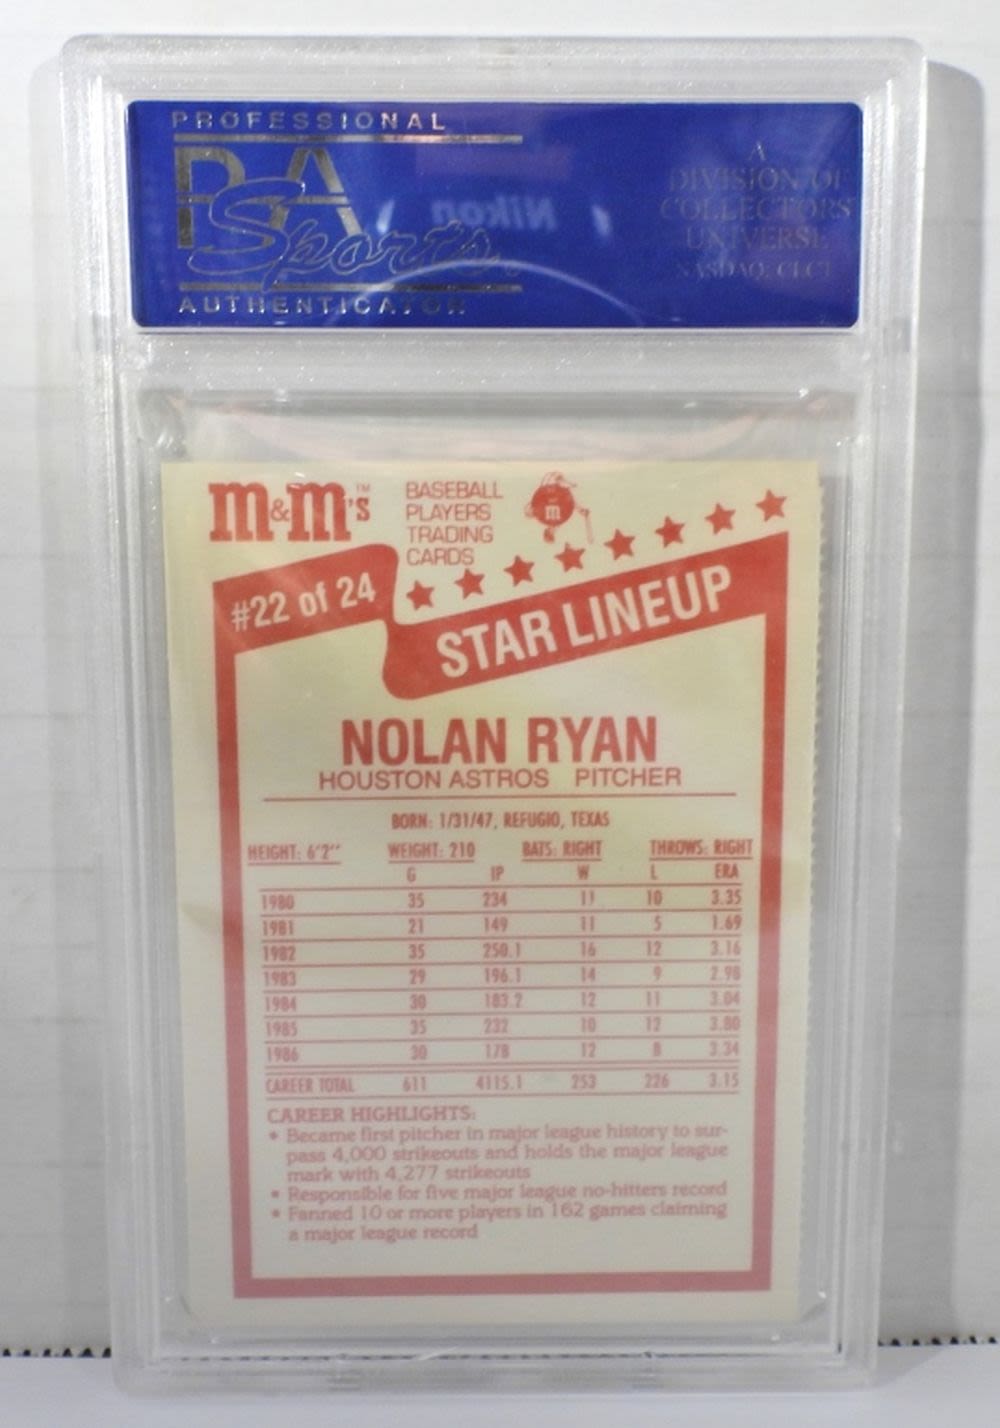 PROFESSIONAL
PSA
Sports
AUTHENTICATOR
Nikon
A
DIVISION OF
COLLECTORS
UNIVERSE
NASDAQ: CLCT
m&m's™
BASEBALL
PLAYERS
TRADING
CARDS
m
#22 of 24
STAR LINEUP
NOLAN RYAN
HOUSTON ASTROS PITCHER
BORN: 1/31/47, REFUGIO, TEXAS
HEIGHT: 6'2" WEIGHT: 210 BATS: RIGHT THROWS: RIGHT
G IP W L ERA
1980 35 234 11 10 3.35
1981 21 149 11 5 1.69
1982 35 250.1 16 12 3.16
1983 29 196.1 14 9 2.98
1984 30 183.2 12 11 3.04
1985 35 232 10 12 3.80
1986 30 178 12 8 3.34
CAREER TOTAL 611 4115.1 253 226 3.15
CAREER HIGHLIGHTS:
• Became first pitcher in major league history to sur-
pass 4,000 strikeouts and holds the major league
mark with 4,277 strikeouts
• Responsible for five major league no-hitters record
• Fanned 10 or more players in 162 games claiming
a major league record